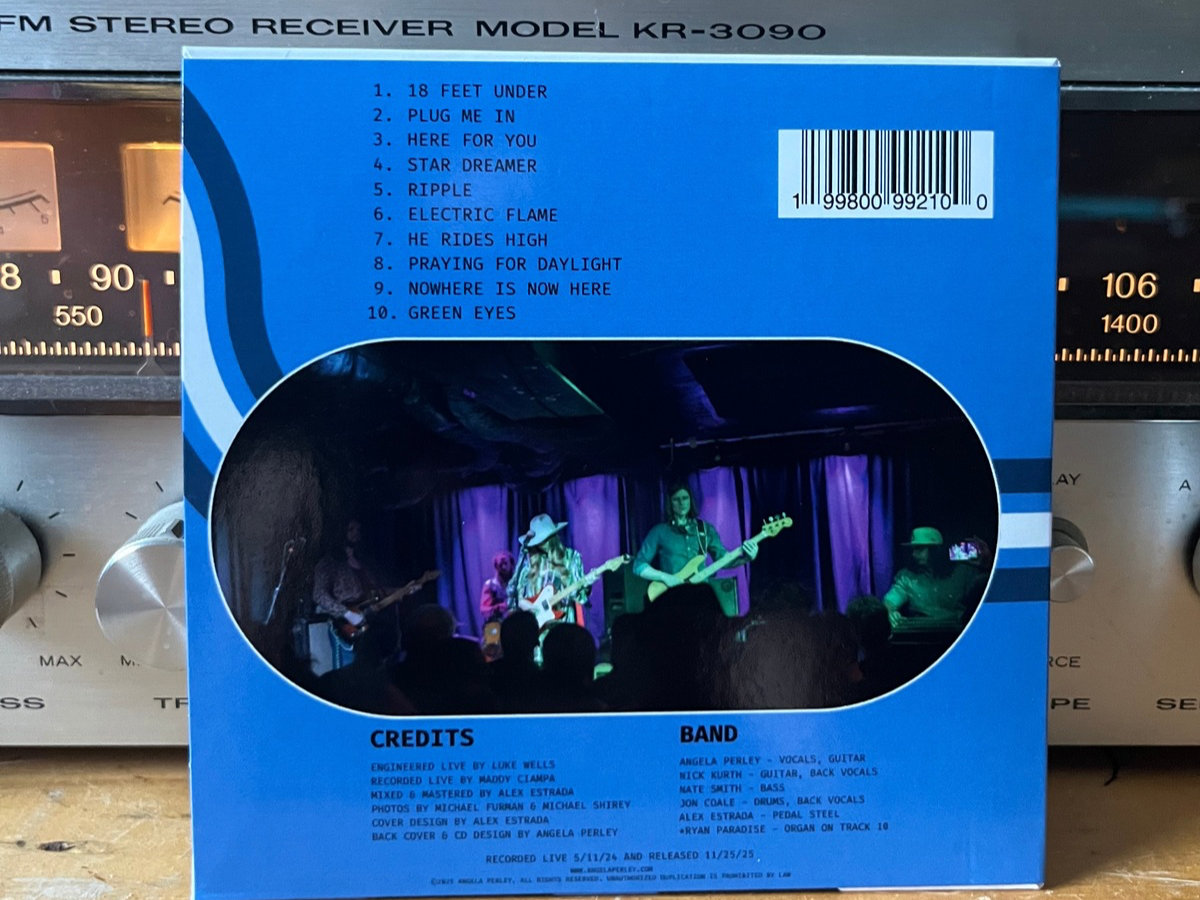 FM STEREO RECEIVER MODEL KR-3090
1. 18 FEET UNDER
2. PLUG ME IN
3. HERE FOR YOU
4. STAR DREAMER
5. RIPPLE
6. ELECTRIC FLAME
7. HE RIDES HIGH
8. PRAYING FOR DAYLIGHT
9. NOWHERE IS NOW HERE
10. GREEN EYES
1 99800 99210 0
8 90
550
106
1400
MAX
CREDITS
ENGINEERED LIVE BY LUKE WELLS
RECORDED LIVE BY MADDY CIAMPA
MIXED & MASTERED BY ALEX ESTRADA
PHOTOS BY MICHAEL FURMAN & MICHAEL SHIREY
COVER DESIGN BY ALEX ESTRADA
BACK COVER & CD DESIGN BY ANGELA PERLEY
BAND
ANGELA PERLEY - VOCALS, GUITAR
NICK KURTH - GUITAR, BACK VOCALS
NATE SMITH - BASS
JON COALE - DRUMS, BACK VOCALS
ALEX ESTRADA - PEDAL STEEL
*RYAN PARADISE - ORGAN ON TRACK 10
RECORDED LIVE 5/11/24 AND RELEASED 11/25/25
WWW.ANGELAPERLEY.COM
©2025 ANGELA PERLEY. ALL RIGHTS RESERVED. UNAUTHORIZED DUPLICATION IS PROHIBITED BY LAW